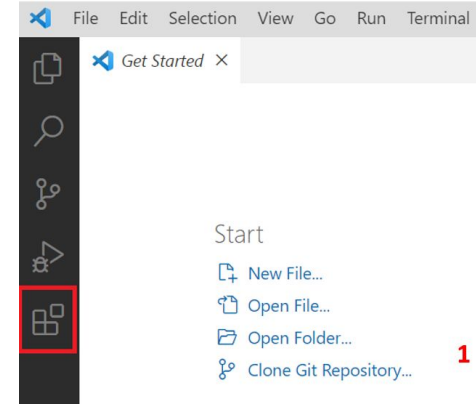 File Edit Selection View Go Run Terminal
Get Started
Start
New File...
Open File...
Open Folder...
Clone Git Repository...
1